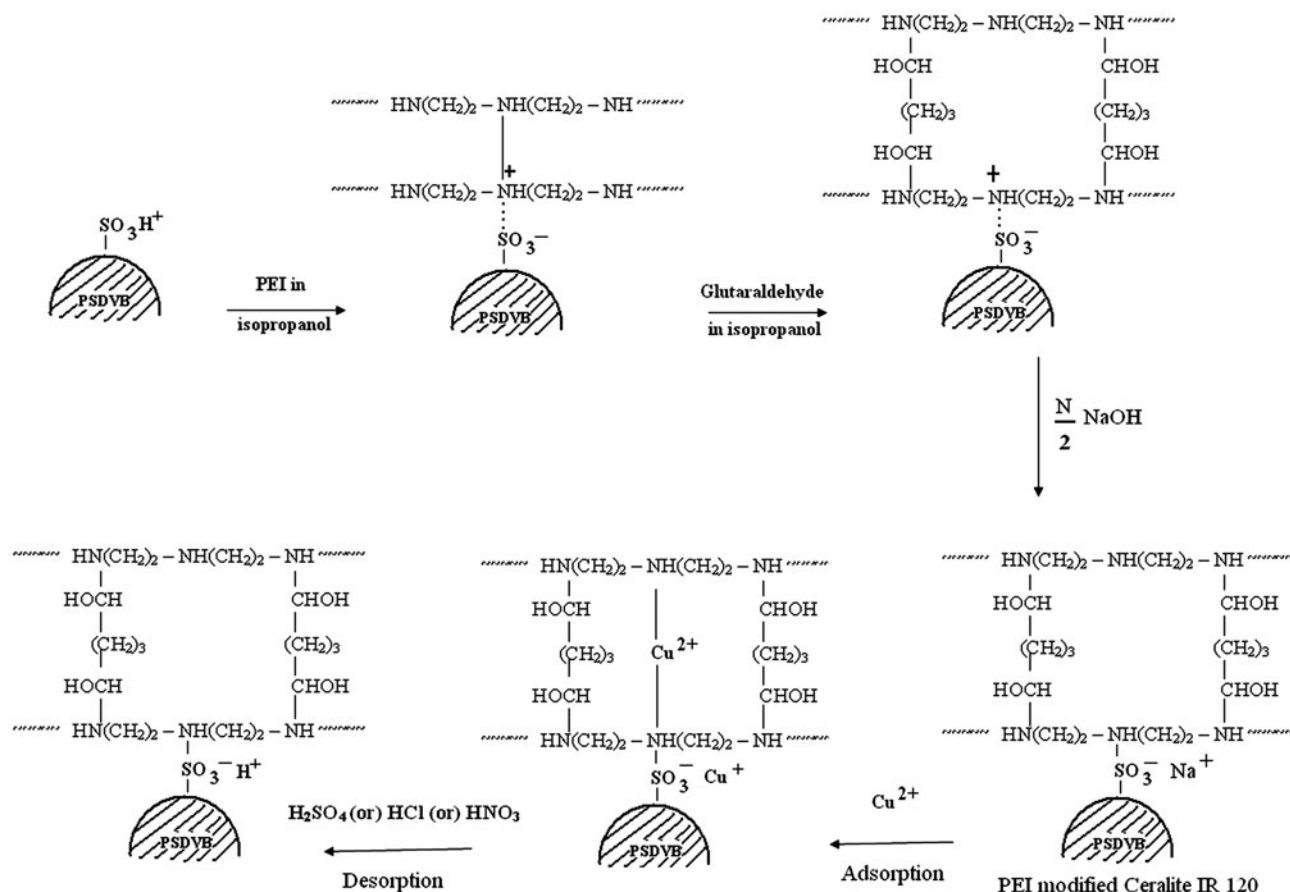 SO₃H⁺
PSDVB
PEI in
isopropanol
HN(CH₂)₂ – NH(CH₂)₂ – NH
+
HN(CH₂)₂ – NH(CH₂)₂ – NH
SO₃⁻
PSDVB
Glutaraldehyde
in isopropanol
HN(CH₂)₂ – NH(CH₂)₂ – NH
HOCH CHOH
(CH₂)₃ (CH₂)₃
HOCH CHOH
+
HN(CH₂)₂ – NH(CH₂)₂ – NH
SO₃⁻
PSDVB
N
2
NaOH
HN(CH₂)₂ – NH(CH₂)₂ – NH
HOCH CHOH
(CH₂)₃ (CH₂)₃
HOCH CHOH
HN(CH₂)₂ – NH(CH₂)₂ – NH
SO₃⁻ Na⁺
PSDVB
PEI modified Ceralite IR 120
Cu²⁺
Adsorption
HN(CH₂)₂ – NH(CH₂)₂ – NH
HOCH CHOH
(CH₂)₃ Cu²⁺ (CH₂)₃
HOCH CHOH
HN(CH₂)₂ – NH(CH₂)₂ – NH
SO₃⁻ Cu⁺
PSDVB
H₂SO₄ (or) HCl (or) HNO₃
Desorption
HN(CH₂)₂ – NH(CH₂)₂ – NH
HOCH CHOH
(CH₂)₃ (CH₂)₃
HOCH CHOH
HN(CH₂)₂ – NH(CH₂)₂ – NH
SO₃⁻ H⁺
PSDVB